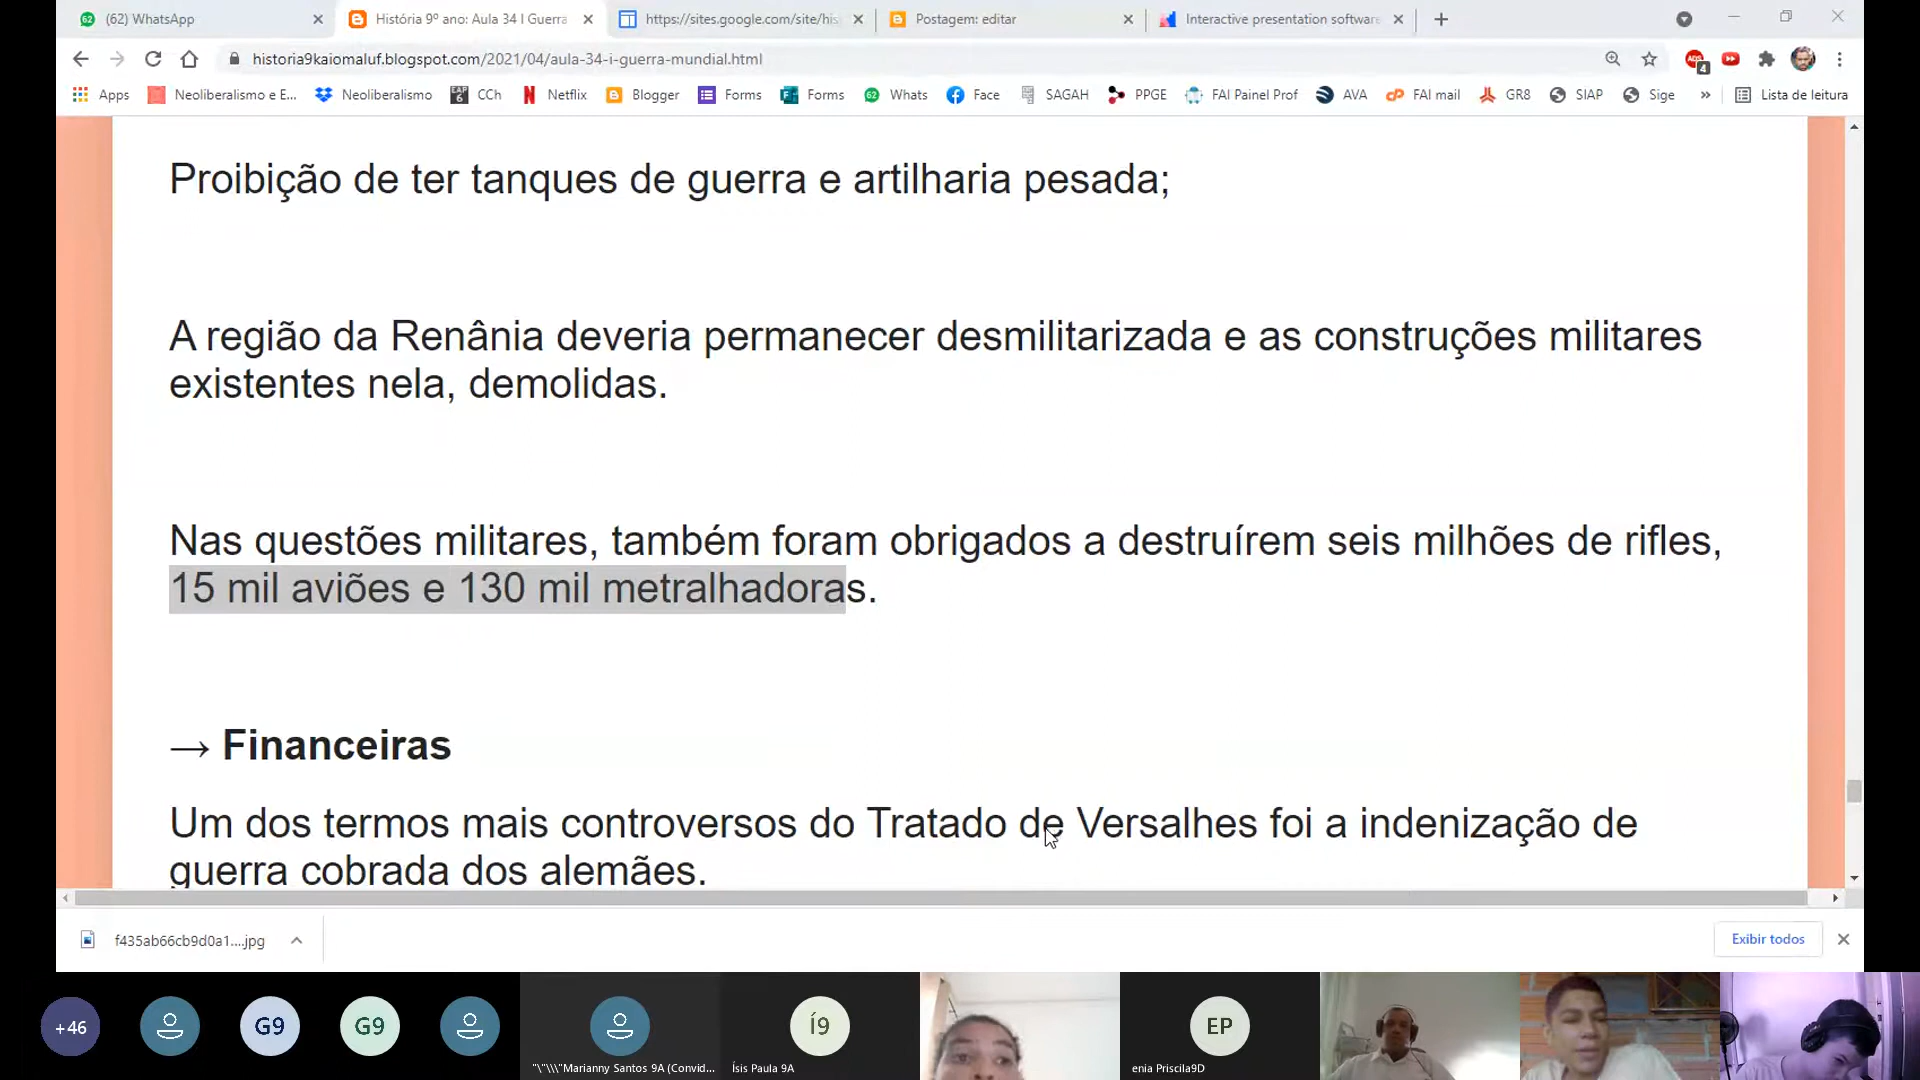 (62) WhatsApp
História 9º ano: Aula 34 I Guerra
https://sites.google.com/site/his
Postagem: editar
Interactive presentation software
historia9kaiomaluf.blogspot.com/2021/04/aula-34-i-guerra-mundial.html
4
Apps
Neoliberalismo e E...
Neoliberalismo
CCh
Netflix
Blogger
Forms
Forms
Whats
Face
SAGAH
PPGE
FAI Painel Prof
AVA
FAI mail
GR8
SIAP
Sige
»
Lista de leitura
Proibição de ter tanques de guerra e artilharia pesada;
A região da Renânia deveria permanecer desmilitarizada e as construções militares
existentes nela, demolidas.
Nas questões militares, também foram obrigados a destruírem seis milhões de rifles,
15 mil aviões e 130 mil metralhadoras.
→ Financeiras
Um dos termos mais controversos do Tratado de Versalhes foi a indenização de
guerra cobrada dos alemães.
f435ab66cb9d0a1....jpg
Exibir todos
+46
G9
G9
Í9
EP
"\"\\\"Marianny Santos 9A (Convid...
Ísis Paula 9A
enia Priscila9D